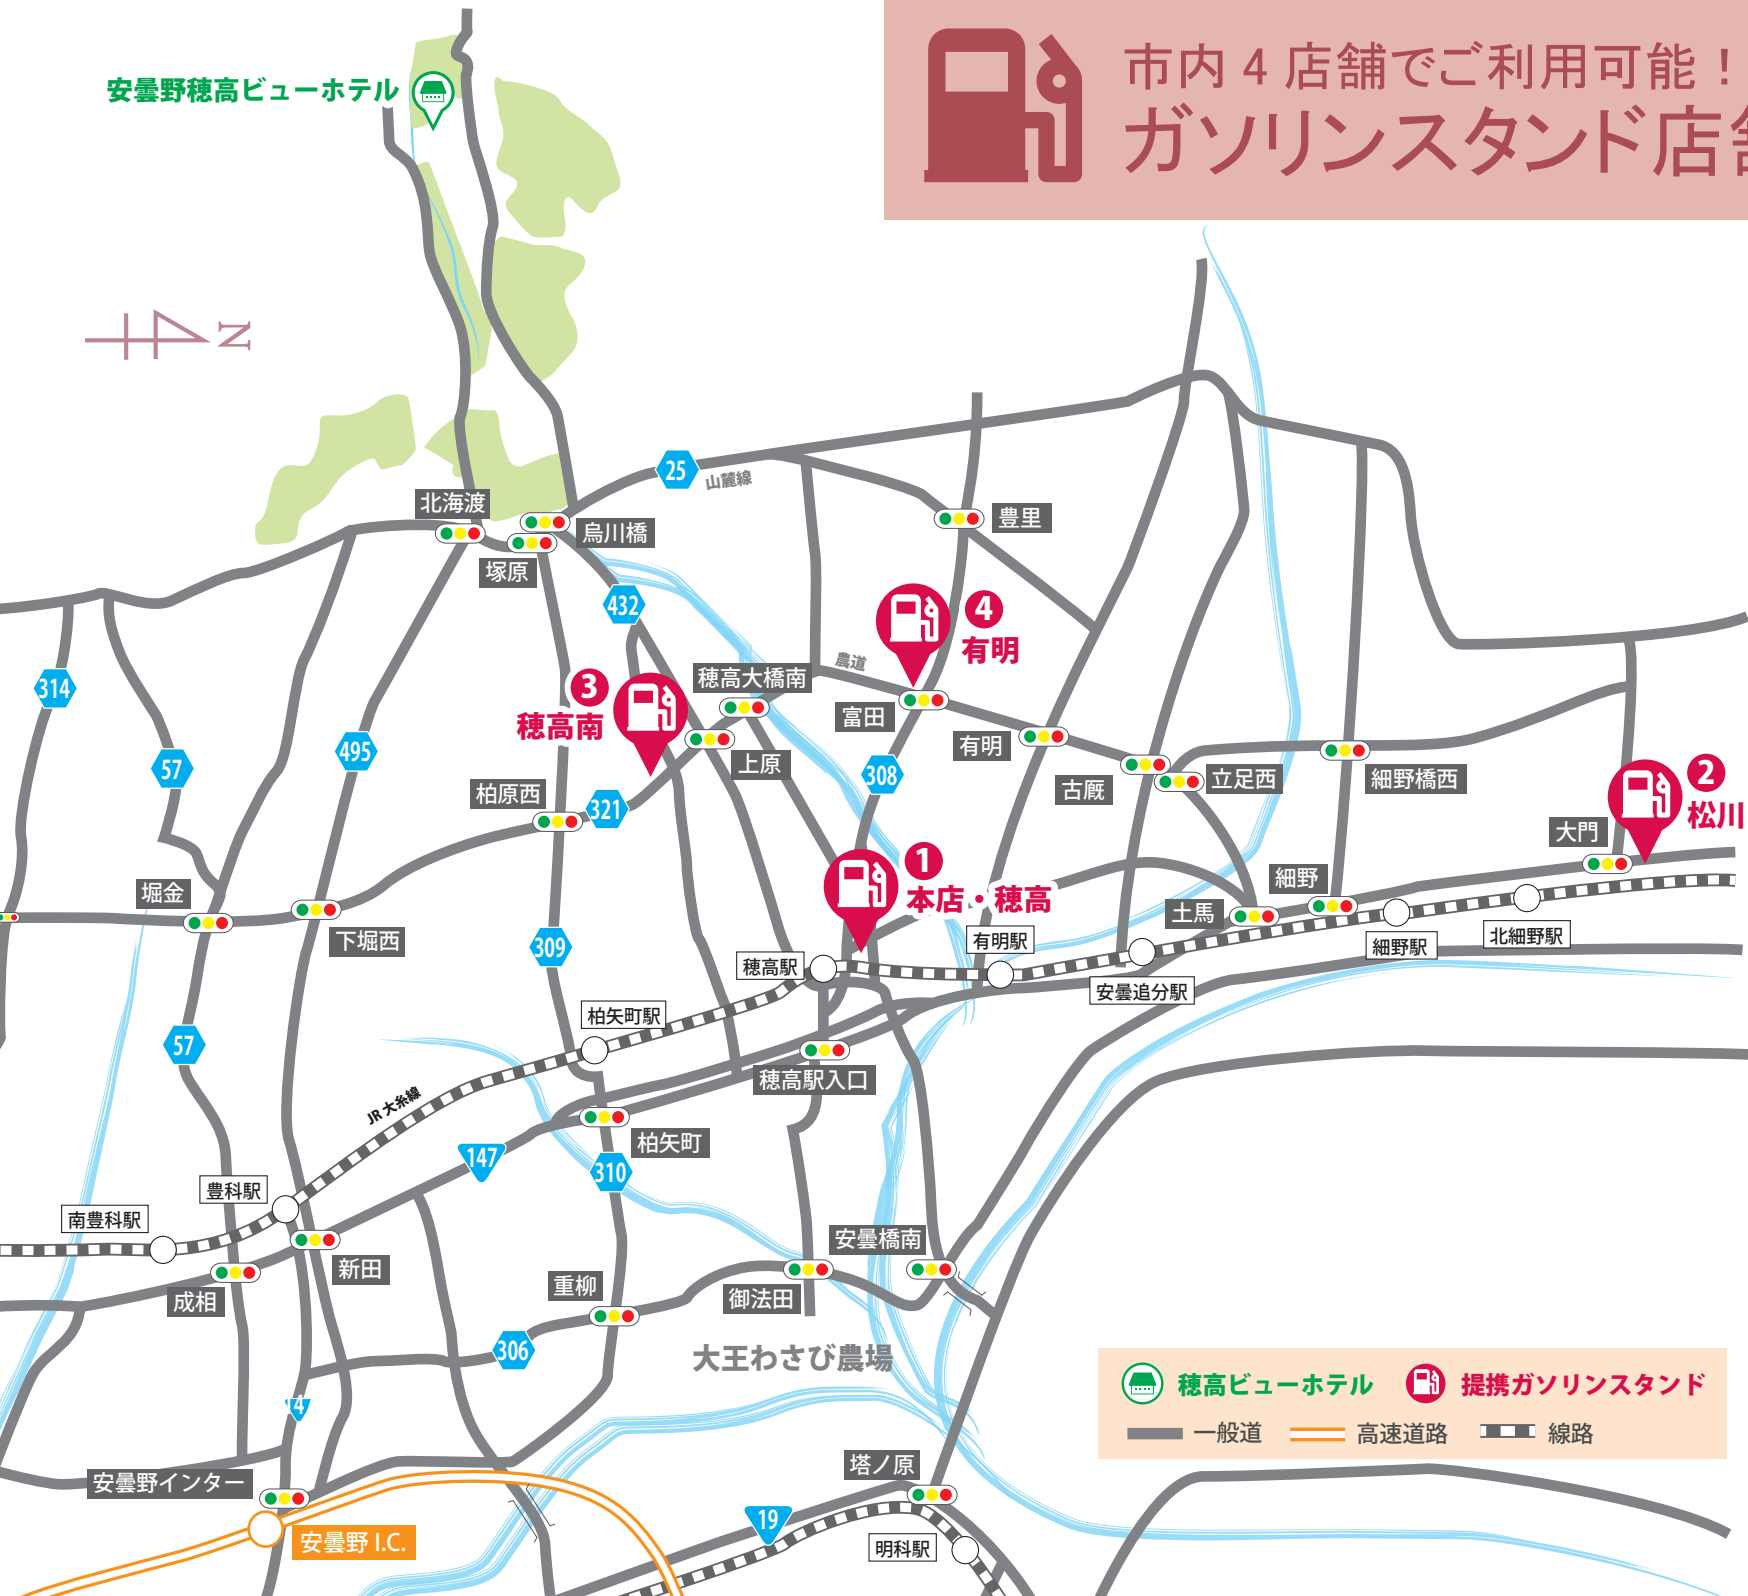 市内 4 店舗でご利用可能！
ガソリンスタンド店
安曇野穂高ビューホテル
N
25
山麓線
北海渡
烏川橋
豊里
塚原
432
4
有明
農道
314
3
穂高南
穂高大橋南
富田
有明
495
57
上原
308
古厩
立足西
細野橋西
2
松川
柏原西
321
大門
1
本店・穂高
堀金
細野
土馬
下堀西
309
穂高駅
有明駅
細野駅
北細野駅
安曇追分駅
柏矢町駅
57
穂高駅入口
JR 大糸線
147
柏矢町
310
豊科駅
南豊科駅
安曇橋南
新田
成相
重柳
御法田
306
大王わさび農場
穂高ビューホテル
提携ガソリンスタンド
一般道
高速道路
線路
4
安曇野インター
塔ノ原
19
安曇野 I.C.
明科駅